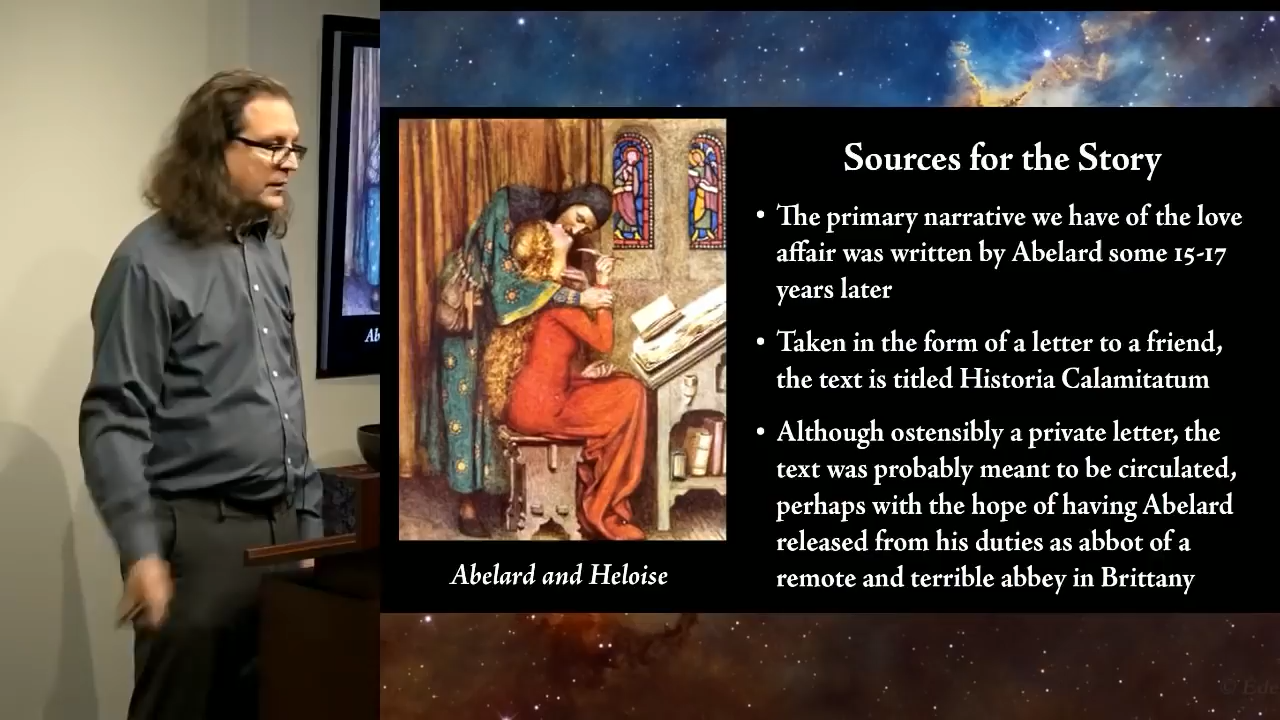 Sources for the Story
• The primary narrative we have of the love
affair was written by Abelard some 15-17
years later
• Taken in the form of a letter to a friend,
the text is titled Historia Calamitatum
• Although ostensibly a private letter, the
text was probably meant to be circulated,
perhaps with the hope of having Abelard
released from his duties as abbot of a
remote and terrible abbey in Brittany
Abelard and Heloise
Ab
© Ede